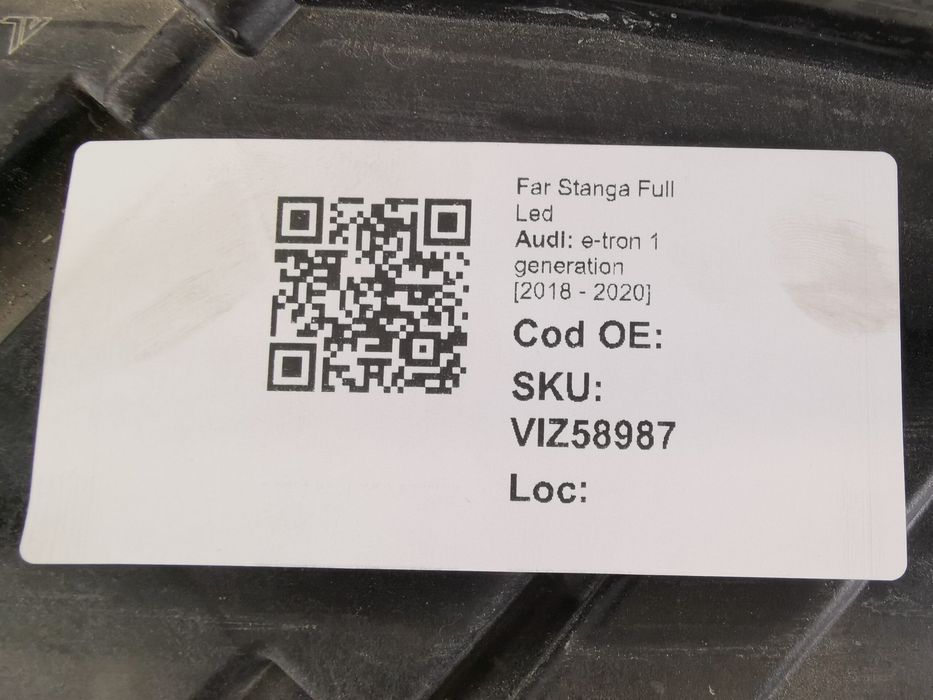 Far Stanga Full
Led
Audi: e-tron 1
generation
[2018 - 2020]
Cod OE:
SKU:
VIZ58987
Loc: